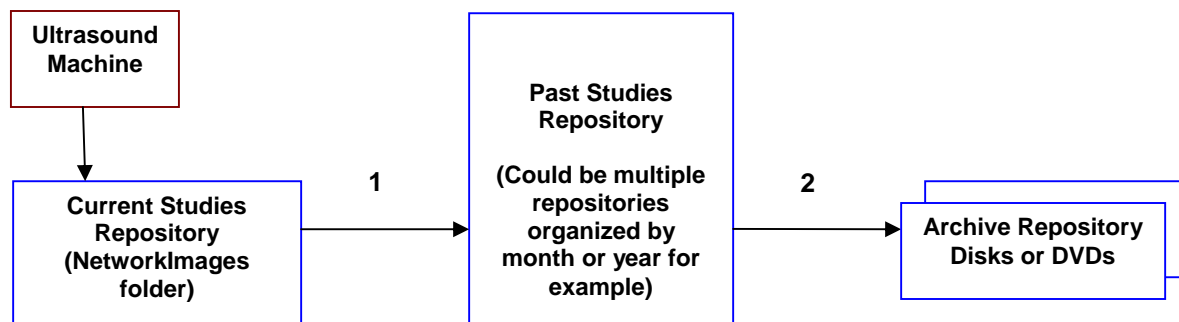 Ultrasound
Machine
Current Studies
Repository
(NetworkImages
folder)
1
Past Studies
Repository
(Could be multiple
repositories
organized by
month or year for
example)
2
Archive Repository
Disks or DVDs